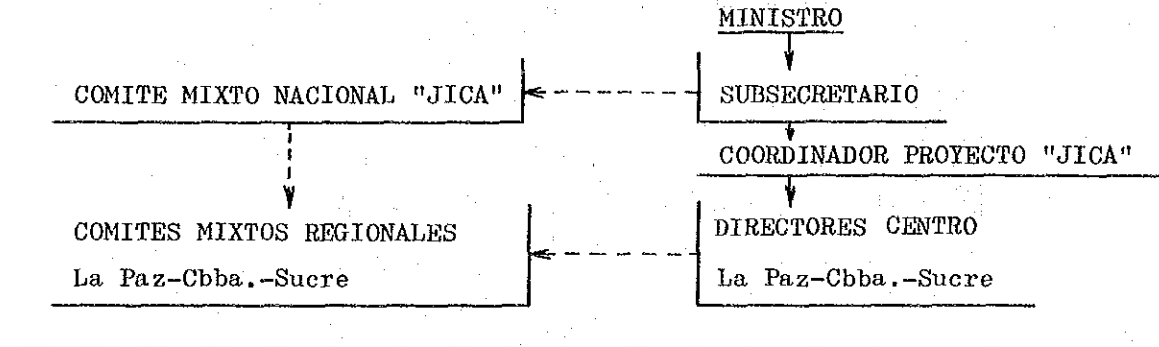 MINISTRO
COMITE MIXTO NACIONAL "JICA"
SUBSECRETARIO
COORDINADOR PROYECTO "JICA"
COMITES MIXTOS REGIONALES
La Paz-Cbba.-Sucre
DIRECTORES CENTRO
La Paz-Cbba.-Sucre